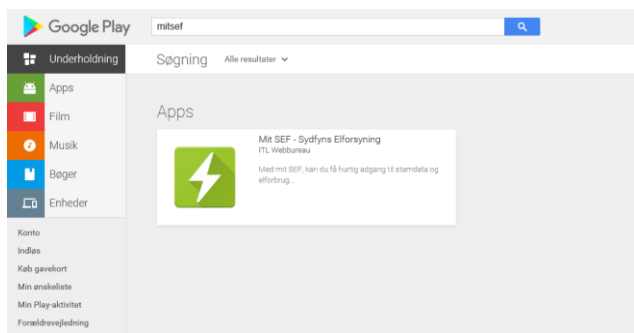 Google Play
mitsef
Underholdning
Søgning
Alle resultater
Apps
Film
Musik
Bøger
Enheder
Konto
Indløs
Køb gavekort
Min ønskeliste
Min Play-aktivitet
Forældrevejledning
Apps
Mit SEF - Sydfyns Elforsyning
ITL Webbureau
Med mit SEF, kan du få hurtig adgang til stamdata og
elforbrug...